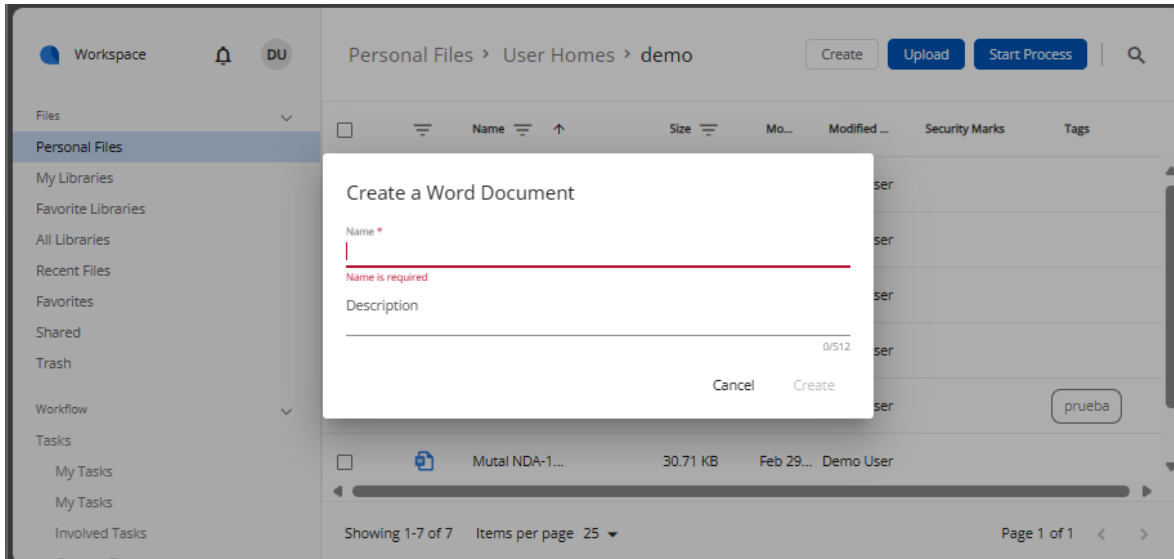 Workspace
DU
Personal Files > User Homes > demo
Create
Upload
Start Process
Files
Personal Files
My Libraries
Favorite Libraries
All Libraries
Recent Files
Favorites
Shared
Trash
Workflow
Tasks
My Tasks
My Tasks
Involved Tasks
Name
Size
Mo...
Modified ...
Security Marks
Tags
ser
ser
ser
ser
ser
prueba
Create a Word Document
Name *
Name is required
Description
0/512
Cancel
Create
Mutal NDA-1...
30.71 KB
Feb 29...
Demo User
Showing 1-7 of 7
Items per page 25
Page 1 of 1